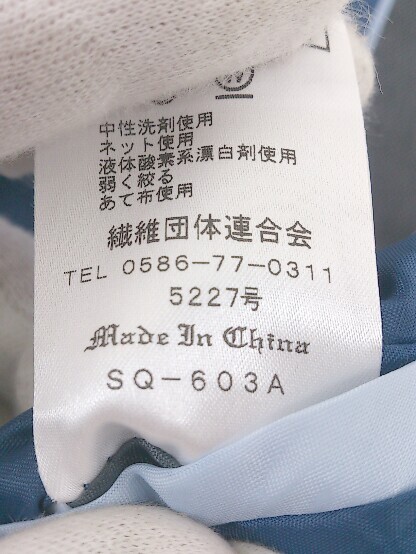 中性洗剤使用
ネット使用
液体酸素系漂白剤使用
弱く絞る
あて布使用
繊維団体連合会
TEL 0586-77-0311
5227号
Made In China
SQ-603A